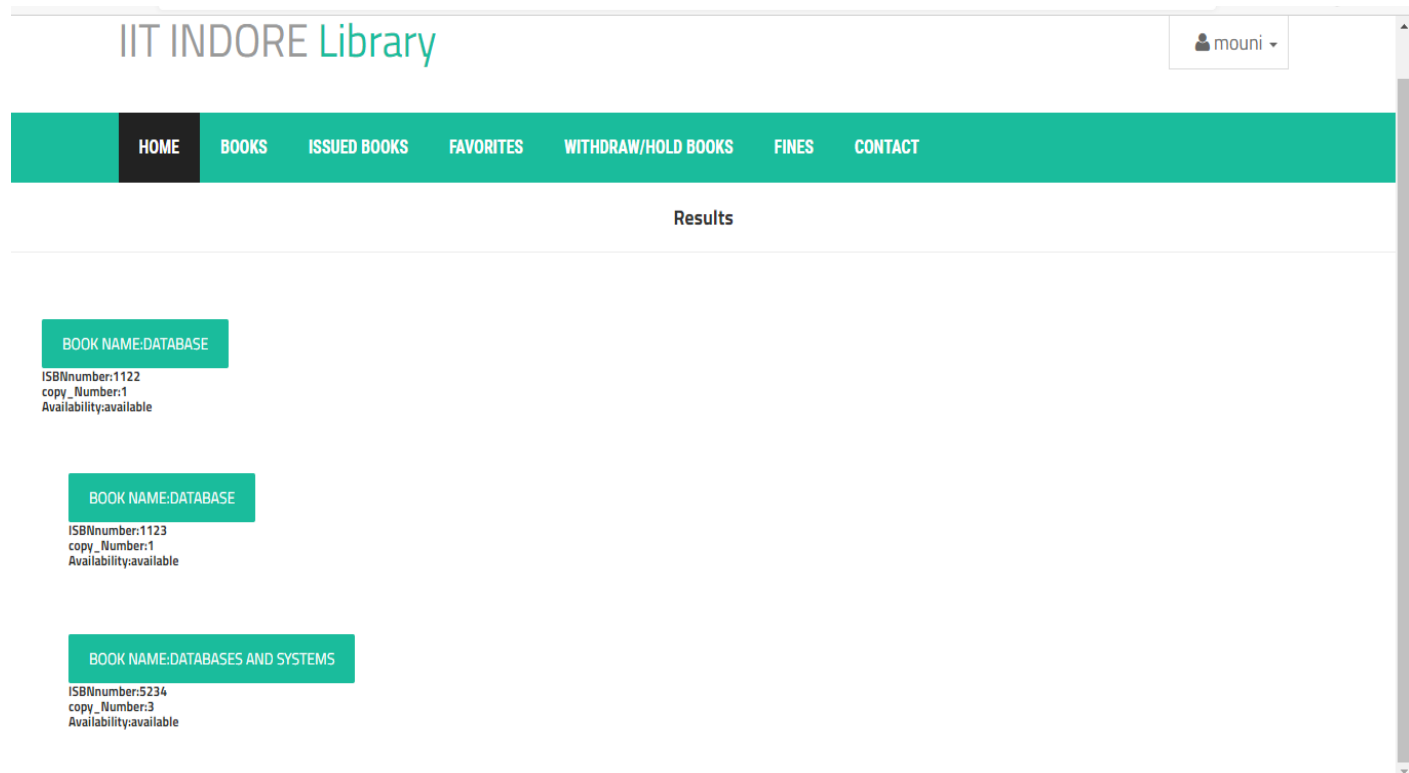 IIT INDORE Library
mouni
HOME BOOKS ISSUED BOOKS FAVORITES WITHDRAW/HOLD BOOKS FINES CONTACT
Results
BOOK NAME:DATABASE
ISBNnumber:1122
copy_Number:1
Availability:available
BOOK NAME:DATABASE
ISBNnumber:1123
copy_Number:1
Availability:available
BOOK NAME:DATABASES AND SYSTEMS
ISBNnumber:5234
copy_Number:3
Availability:available